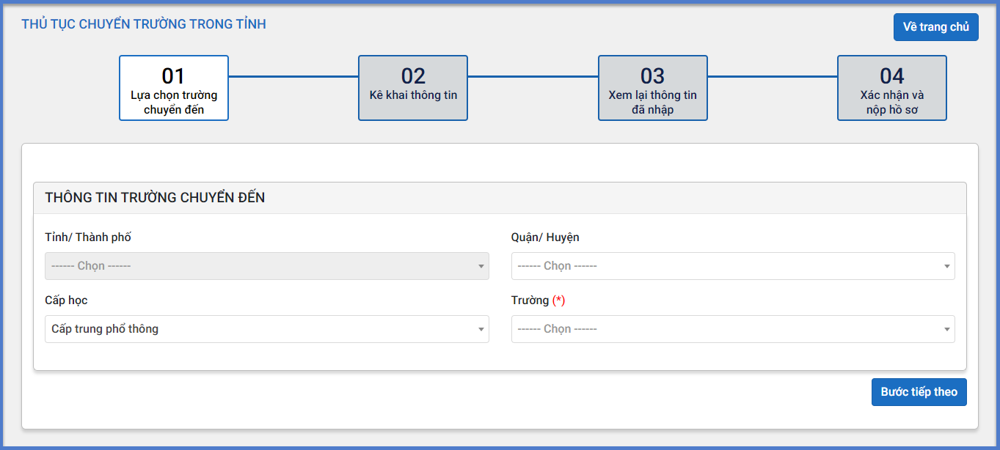 THỦ TỤC CHUYỂN TRƯỜNG TRONG TỈNH
Về trang chủ
01
Lựa chọn trường
chuyển đến
02
Kê khai thông tin
03
Xem lại thông tin
đã nhập
04
Xác nhận và
nộp hồ sơ
THÔNG TIN TRƯỜNG CHUYỂN ĐẾN
Tỉnh/ Thành phố
Quận/ Huyện
------ Chọn ------
------ Chọn ------
Cấp học
Trường (*)
Cấp trung phổ thông
------ Chọn ------
Bước tiếp theo